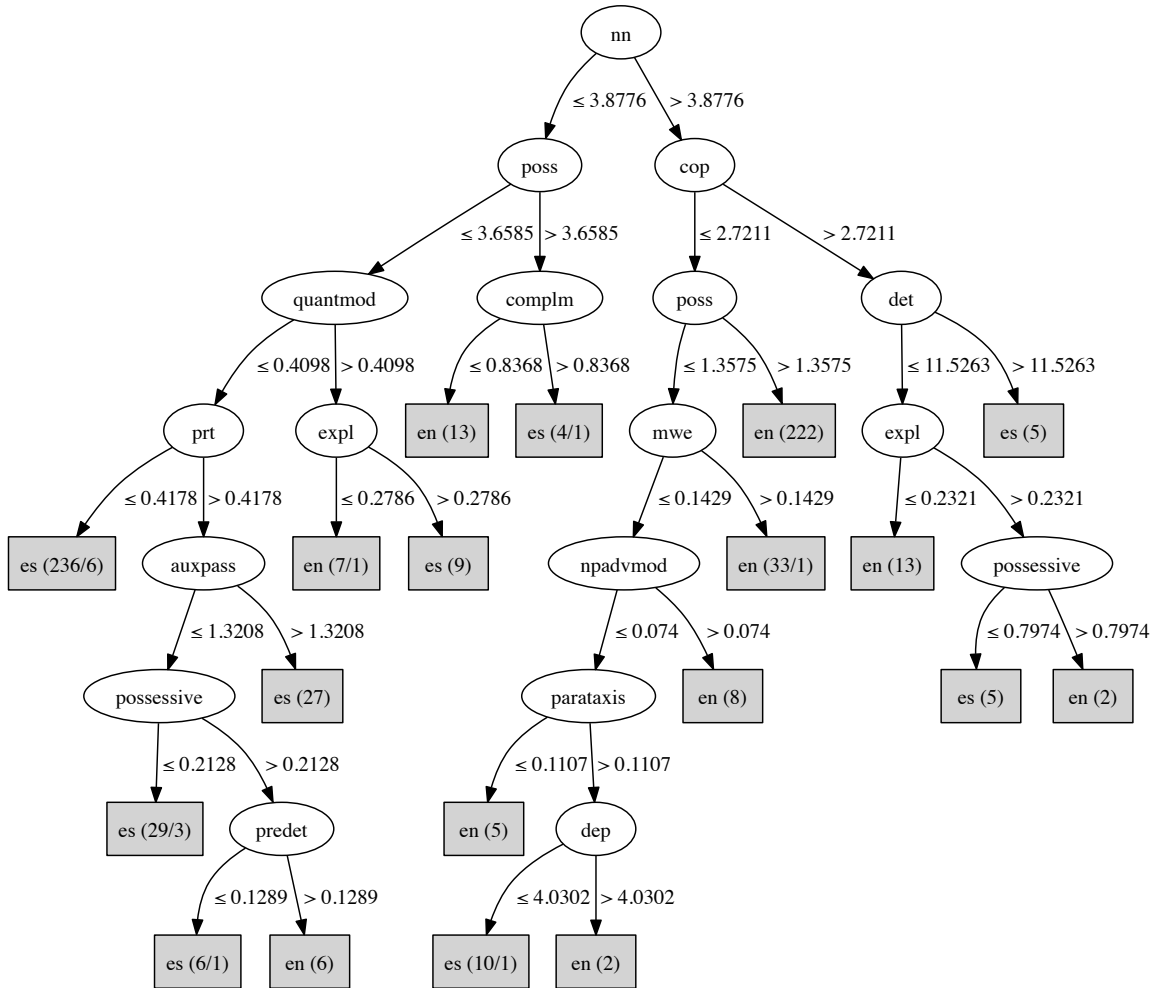 nn
≤ 3.8776 > 3.8776
poss cop
≤ 3.6585 > 3.6585 ≤ 2.7211 > 2.7211
quantmod complm poss det
≤ 0.4098 > 0.4098 ≤ 0.8368 > 0.8368 ≤ 1.3575 > 1.3575 ≤ 11.5263 > 11.5263
prt expl en (13) es (4/1) mwe en (222) expl es (5)
≤ 0.4178 > 0.4178 ≤ 0.2786 > 0.2786 ≤ 0.1429 > 0.1429 ≤ 0.2321 > 0.2321
es (236/6) auxpass en (7/1) es (9) npadvmod en (33/1) en (13) possessive
≤ 1.3208 > 1.3208 ≤ 0.074 > 0.074 ≤ 0.7974 > 0.7974
possessive es (27) parataxis en (8) es (5) en (2)
≤ 0.2128 > 0.2128 ≤ 0.1107 > 0.1107
es (29/3) predet en (5) dep
≤ 0.1289 > 0.1289 ≤ 4.0302 > 4.0302
es (6/1) en (6) es (10/1) en (2)